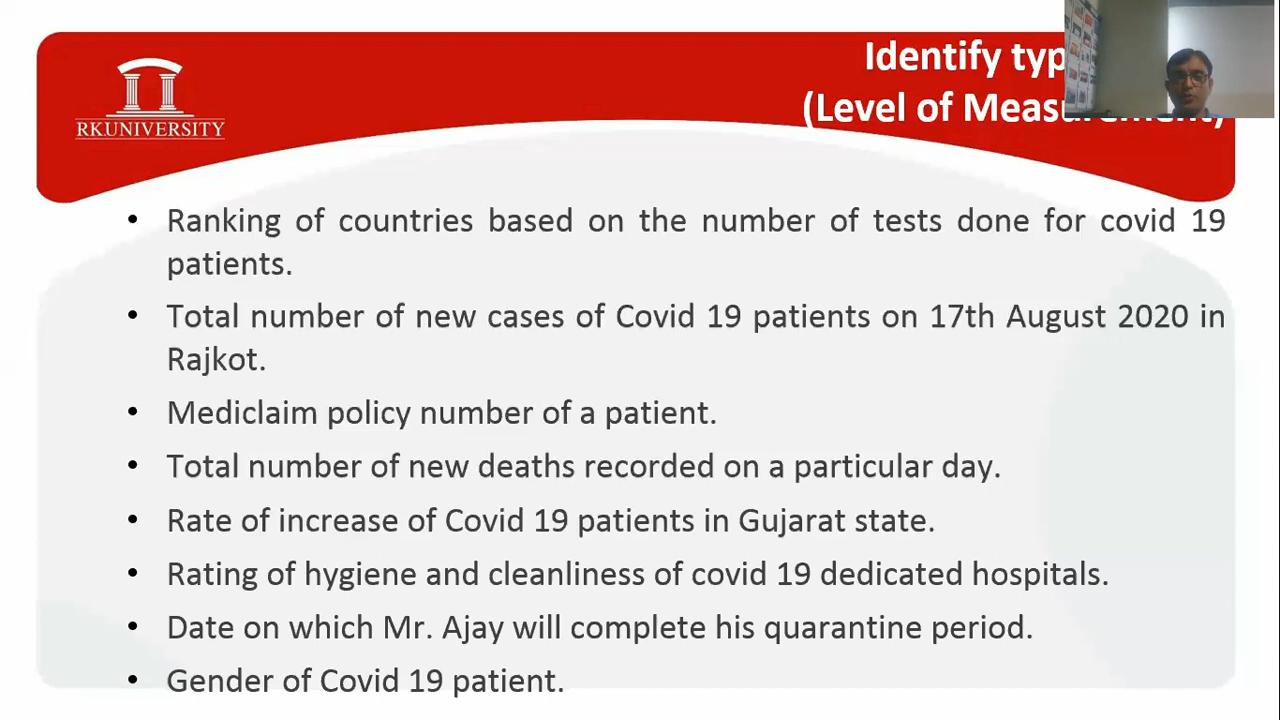 Identify
(Level of
RKUNIVERSITY
• Ranking of countries based on the number of tests done for covid 19
patients.
• Total number of new cases of Covid 19 patients on 17th August 2020 in
Rajkot.
• Mediclaim policy number of a patient.
• Total number of new deaths recorded on a particular day.
• Rate of increase of Covid 19 patients in Gujarat state.
• Rating of hygiene and cleanliness of covid 19 dedicated hospitals.
• Date on which Mr. Ajay will complete his quarantine period.
• Gender of Covid 19 patient.